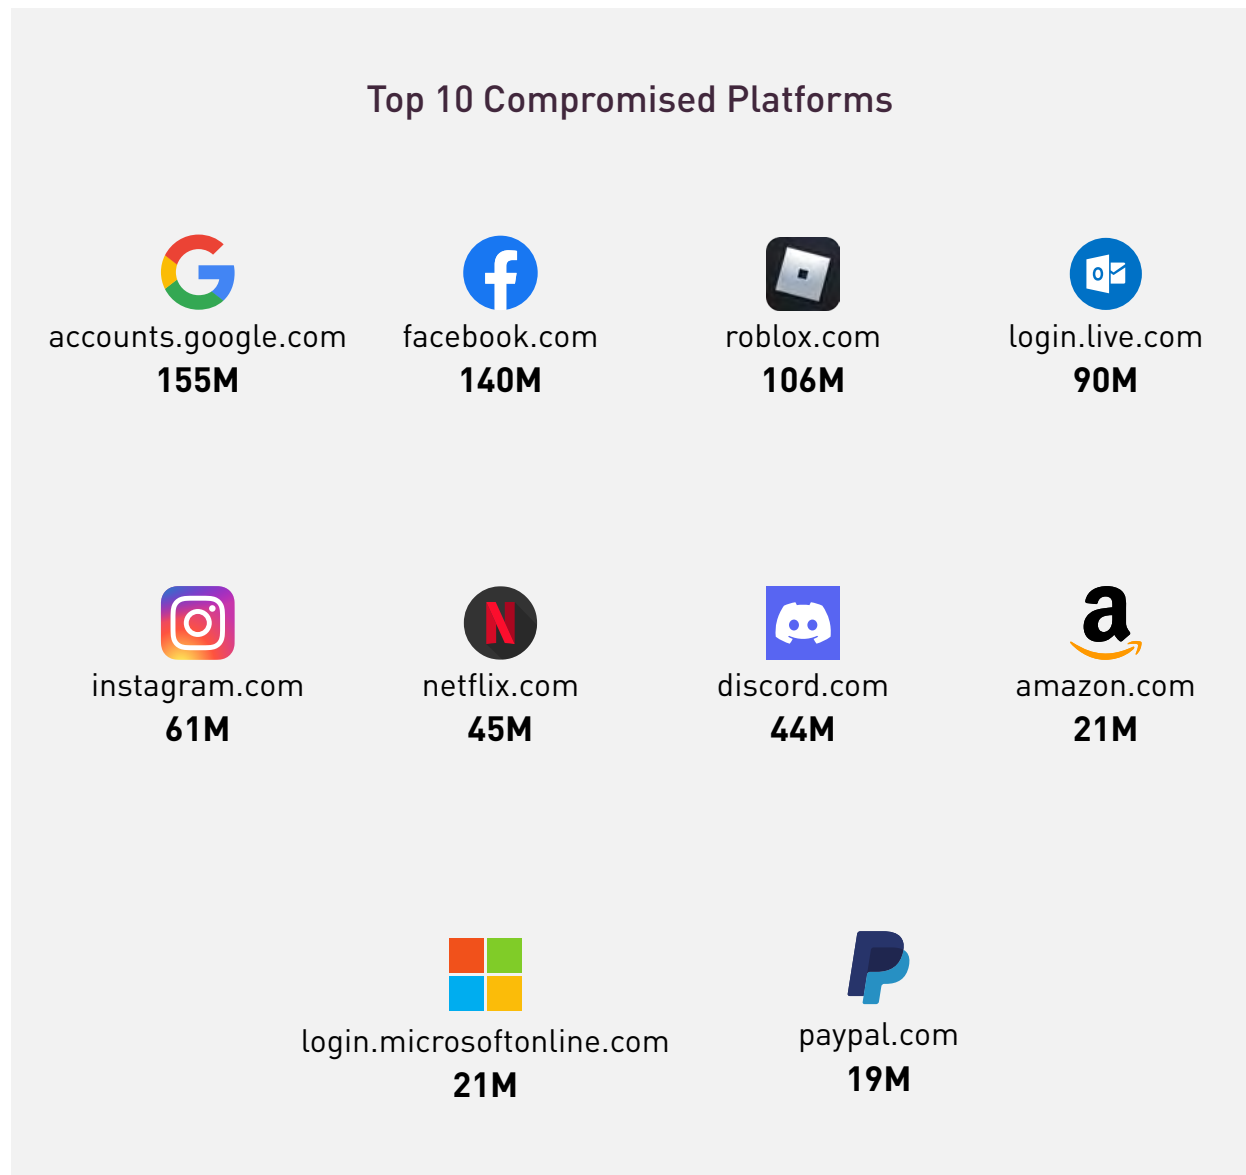 Top 10 Compromised Platforms
accounts.google.com
155M
facebook.com
140M
roblox.com
106M
login.live.com
90M
instagram.com
61M
netflix.com
45M
discord.com
44M
amazon.com
21M
login.microsoftonline.com
21M
paypal.com
19M